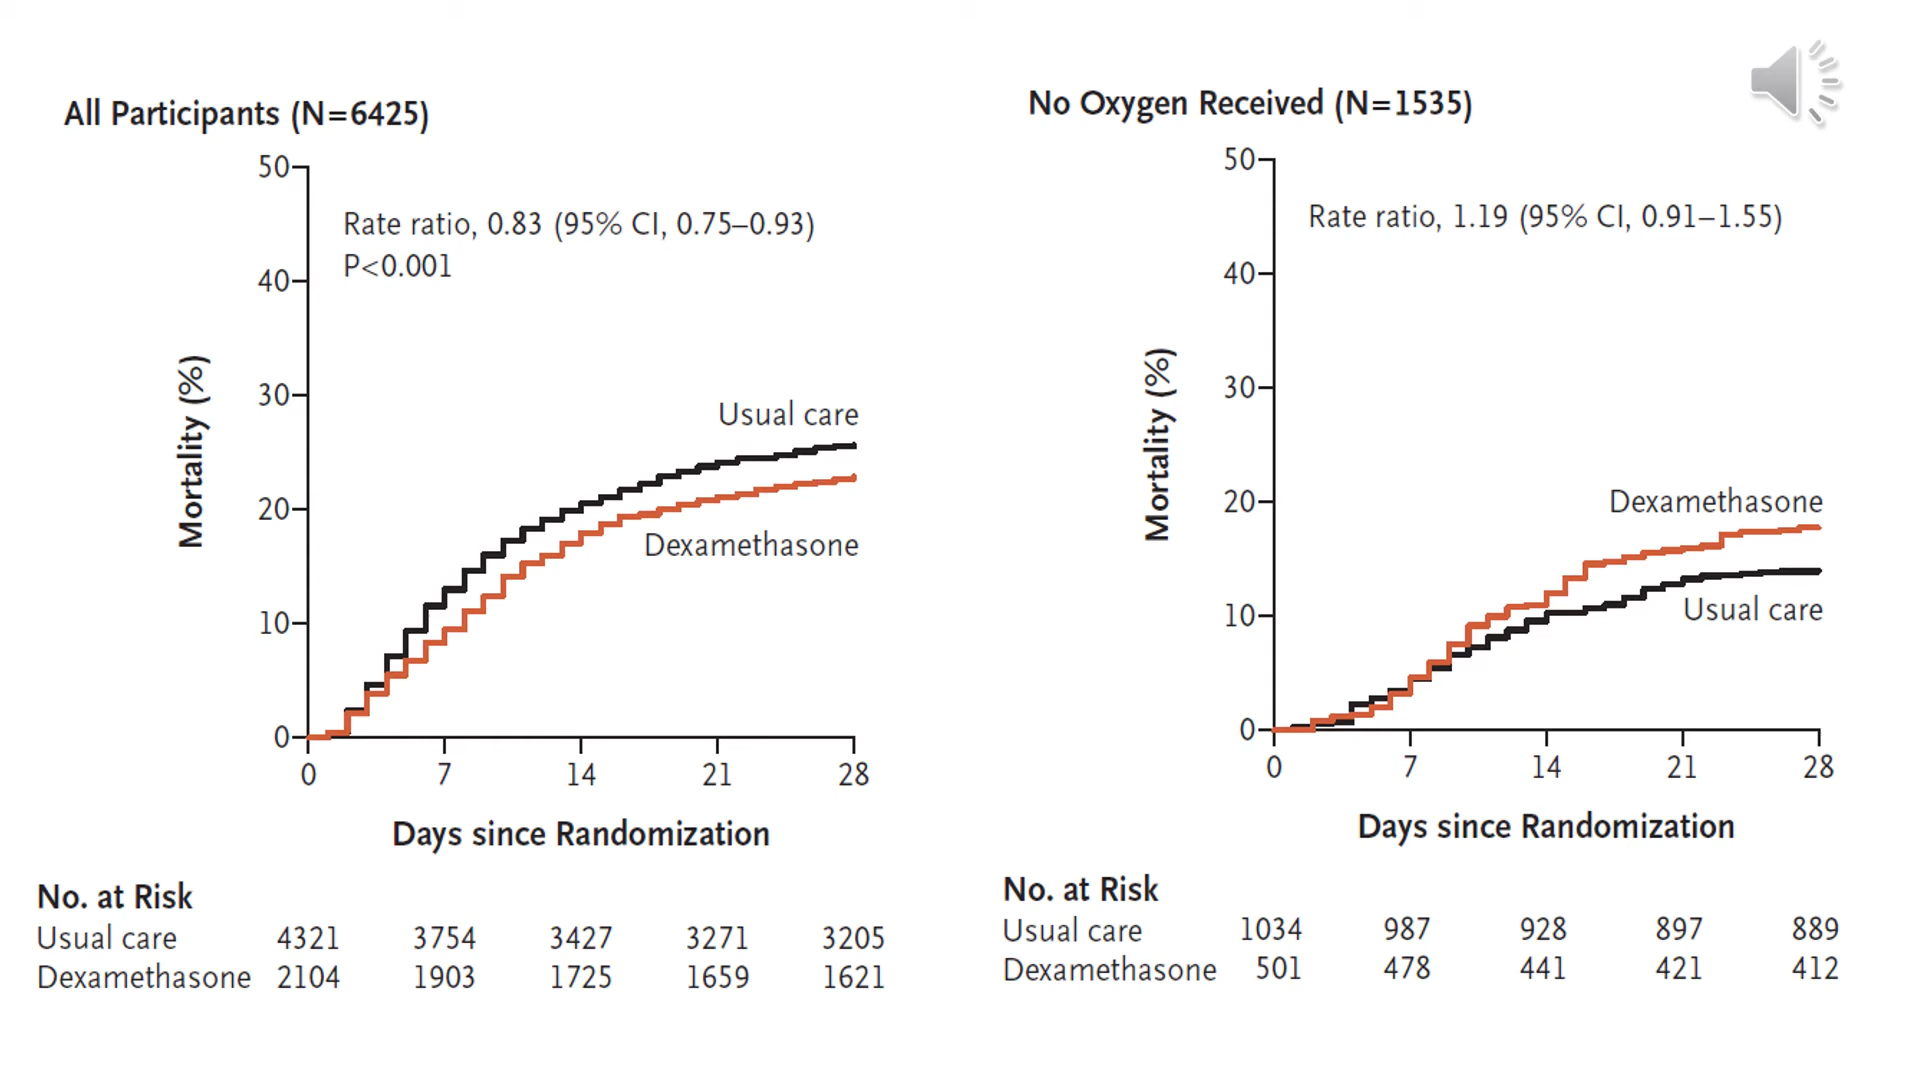 All Participants (N=6425)
50
40
30
20
10
0
Mortality (%)
Rate ratio, 0.83 (95% CI, 0.75–0.93)
P<0.001
Usual care
Dexamethasone
0 7 14 21 28
Days since Randomization
No. at Risk
Usual care 4321 3754 3427 3271 3205
Dexamethasone 2104 1903 1725 1659 1621
No Oxygen Received (N=1535)
50
40
30
20
10
0
Mortality (%)
Rate ratio, 1.19 (95% CI, 0.91–1.55)
Dexamethasone
Usual care
0 7 14 21 28
Days since Randomization
No. at Risk
Usual care 1034 987 928 897 889
Dexamethasone 501 478 441 421 412